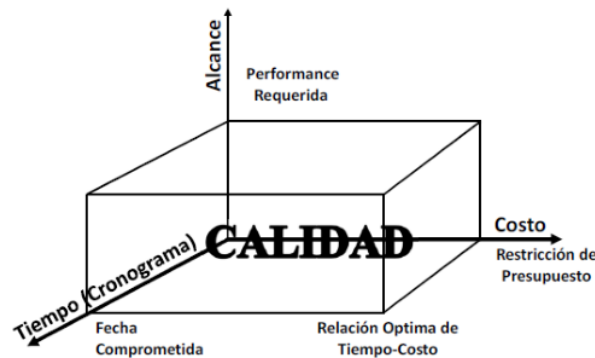 Alcance
Performance
Requerida
CALIDAD
Costo
Restricción de
Presupuesto
Tiempo (Cronograma)
Fecha
Comprometida
Relación Optima de
Tiempo-Costo